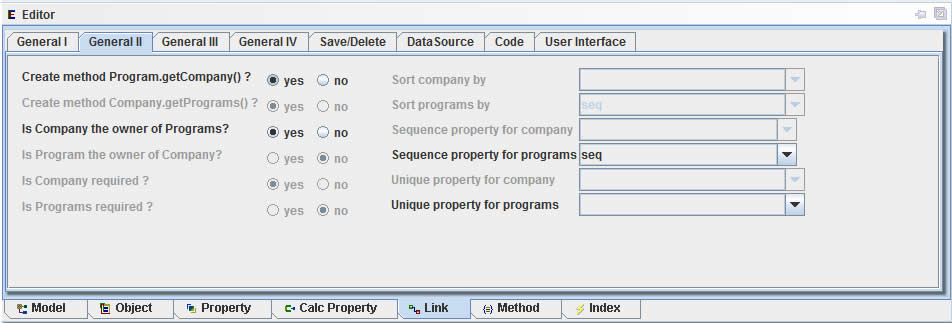 E Editor
General I General II General III General IV Save/Delete DataSource Code User Interface
Create method Program.getCompany() ? yes no Sort company by
Create method Company.getPrograms() ? yes no Sort programs by seq
Is Company the owner of Programs? yes no Sequence property for company
Is Program the owner of Company? yes no Sequence property for programs seq
Is Company required ? yes no Unique property for company
Is Programs required ? yes no Unique property for programs
Model Object Property Calc Property Link Method Index